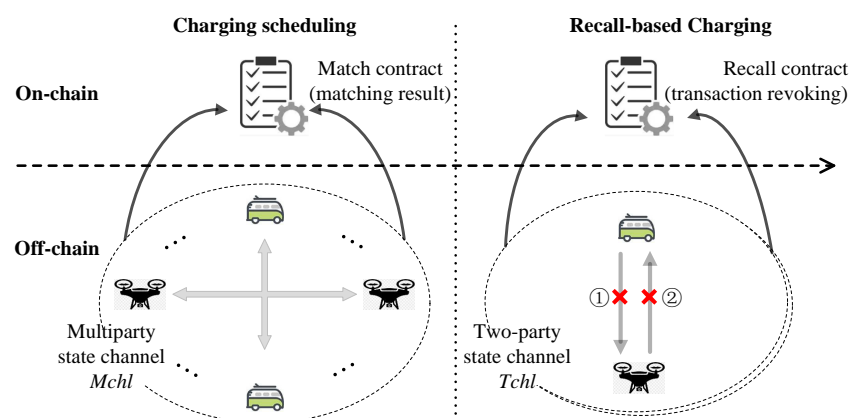 Charging scheduling
Recall-based Charging
On-chain
Match contract
(matching result)
Recall contract
(transaction revoking)
Off-chain
Multiparty
state channel
Mchl
① ②
Two-party
state channel
Tchl